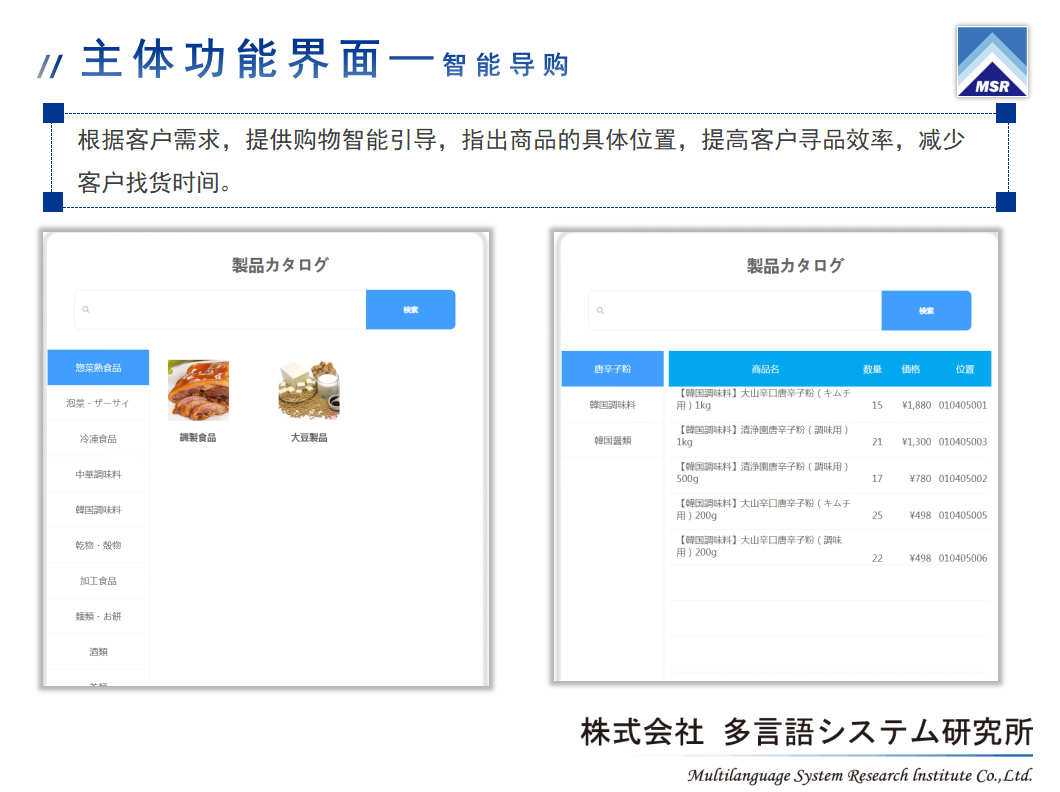 // 主体功能界面—智能导购
MSR
根据客户需求，提供购物智能引导，指出商品的具体位置，提高客户寻品效率，减少
客户找货时间。
製品カタログ
検索
惣菜熟食品
泡菜・ザーサイ
冷凍食品
中華調味料
韓国調味料
乾物・殻物
加工食品
麺類・お餅
酒類
調製食品
大豆製品
製品カタログ
検索
唐辛子粉
韓国調味料
韓国醤類
商品名 数量 価格 位置
【韓国調味料】大山辛口唐辛子粉（キムチ
用）1kg 15 ¥1,880 010405001
【韓国調味料】清浄園唐辛子粉（調味用）
1kg 21 ¥1,300 010405003
【韓国調味料】清浄園唐辛子粉（調味用）
500g 17 ¥780 010405002
【韓国調味料】大山辛口唐辛子粉（キムチ
用）200g 25 ¥498 010405005
【韓国調味料】大山辛口唐辛子粉（調味
用）200g 22 ¥498 010405006
株式会社 多言語システム研究所
Multilanguage System Research Institute Co.,Ltd.